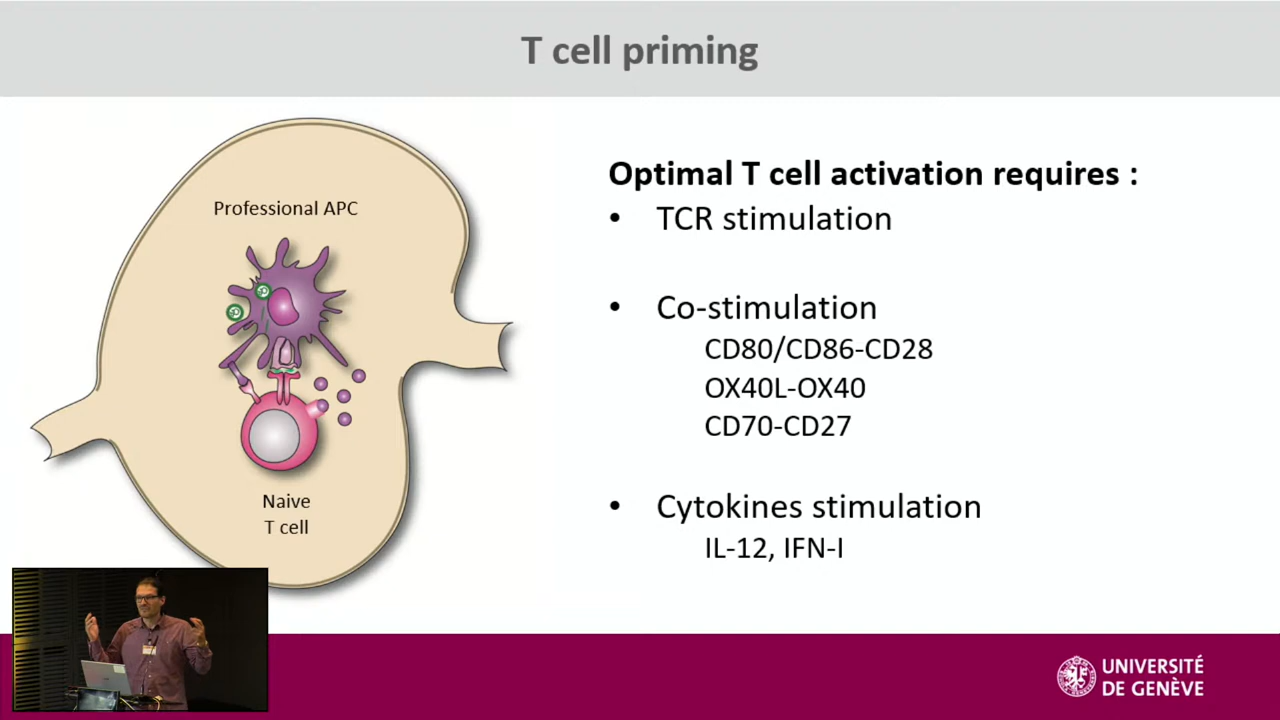 T cell priming
Professional APC
Naive
T cell
Optimal T cell activation requires :
• TCR stimulation
• Co-stimulation
CD80/CD86-CD28
OX40L-OX40
CD70-CD27
• Cytokines stimulation
IL-12, IFN-I
UNIVERSITÉ
DE GENÈVE